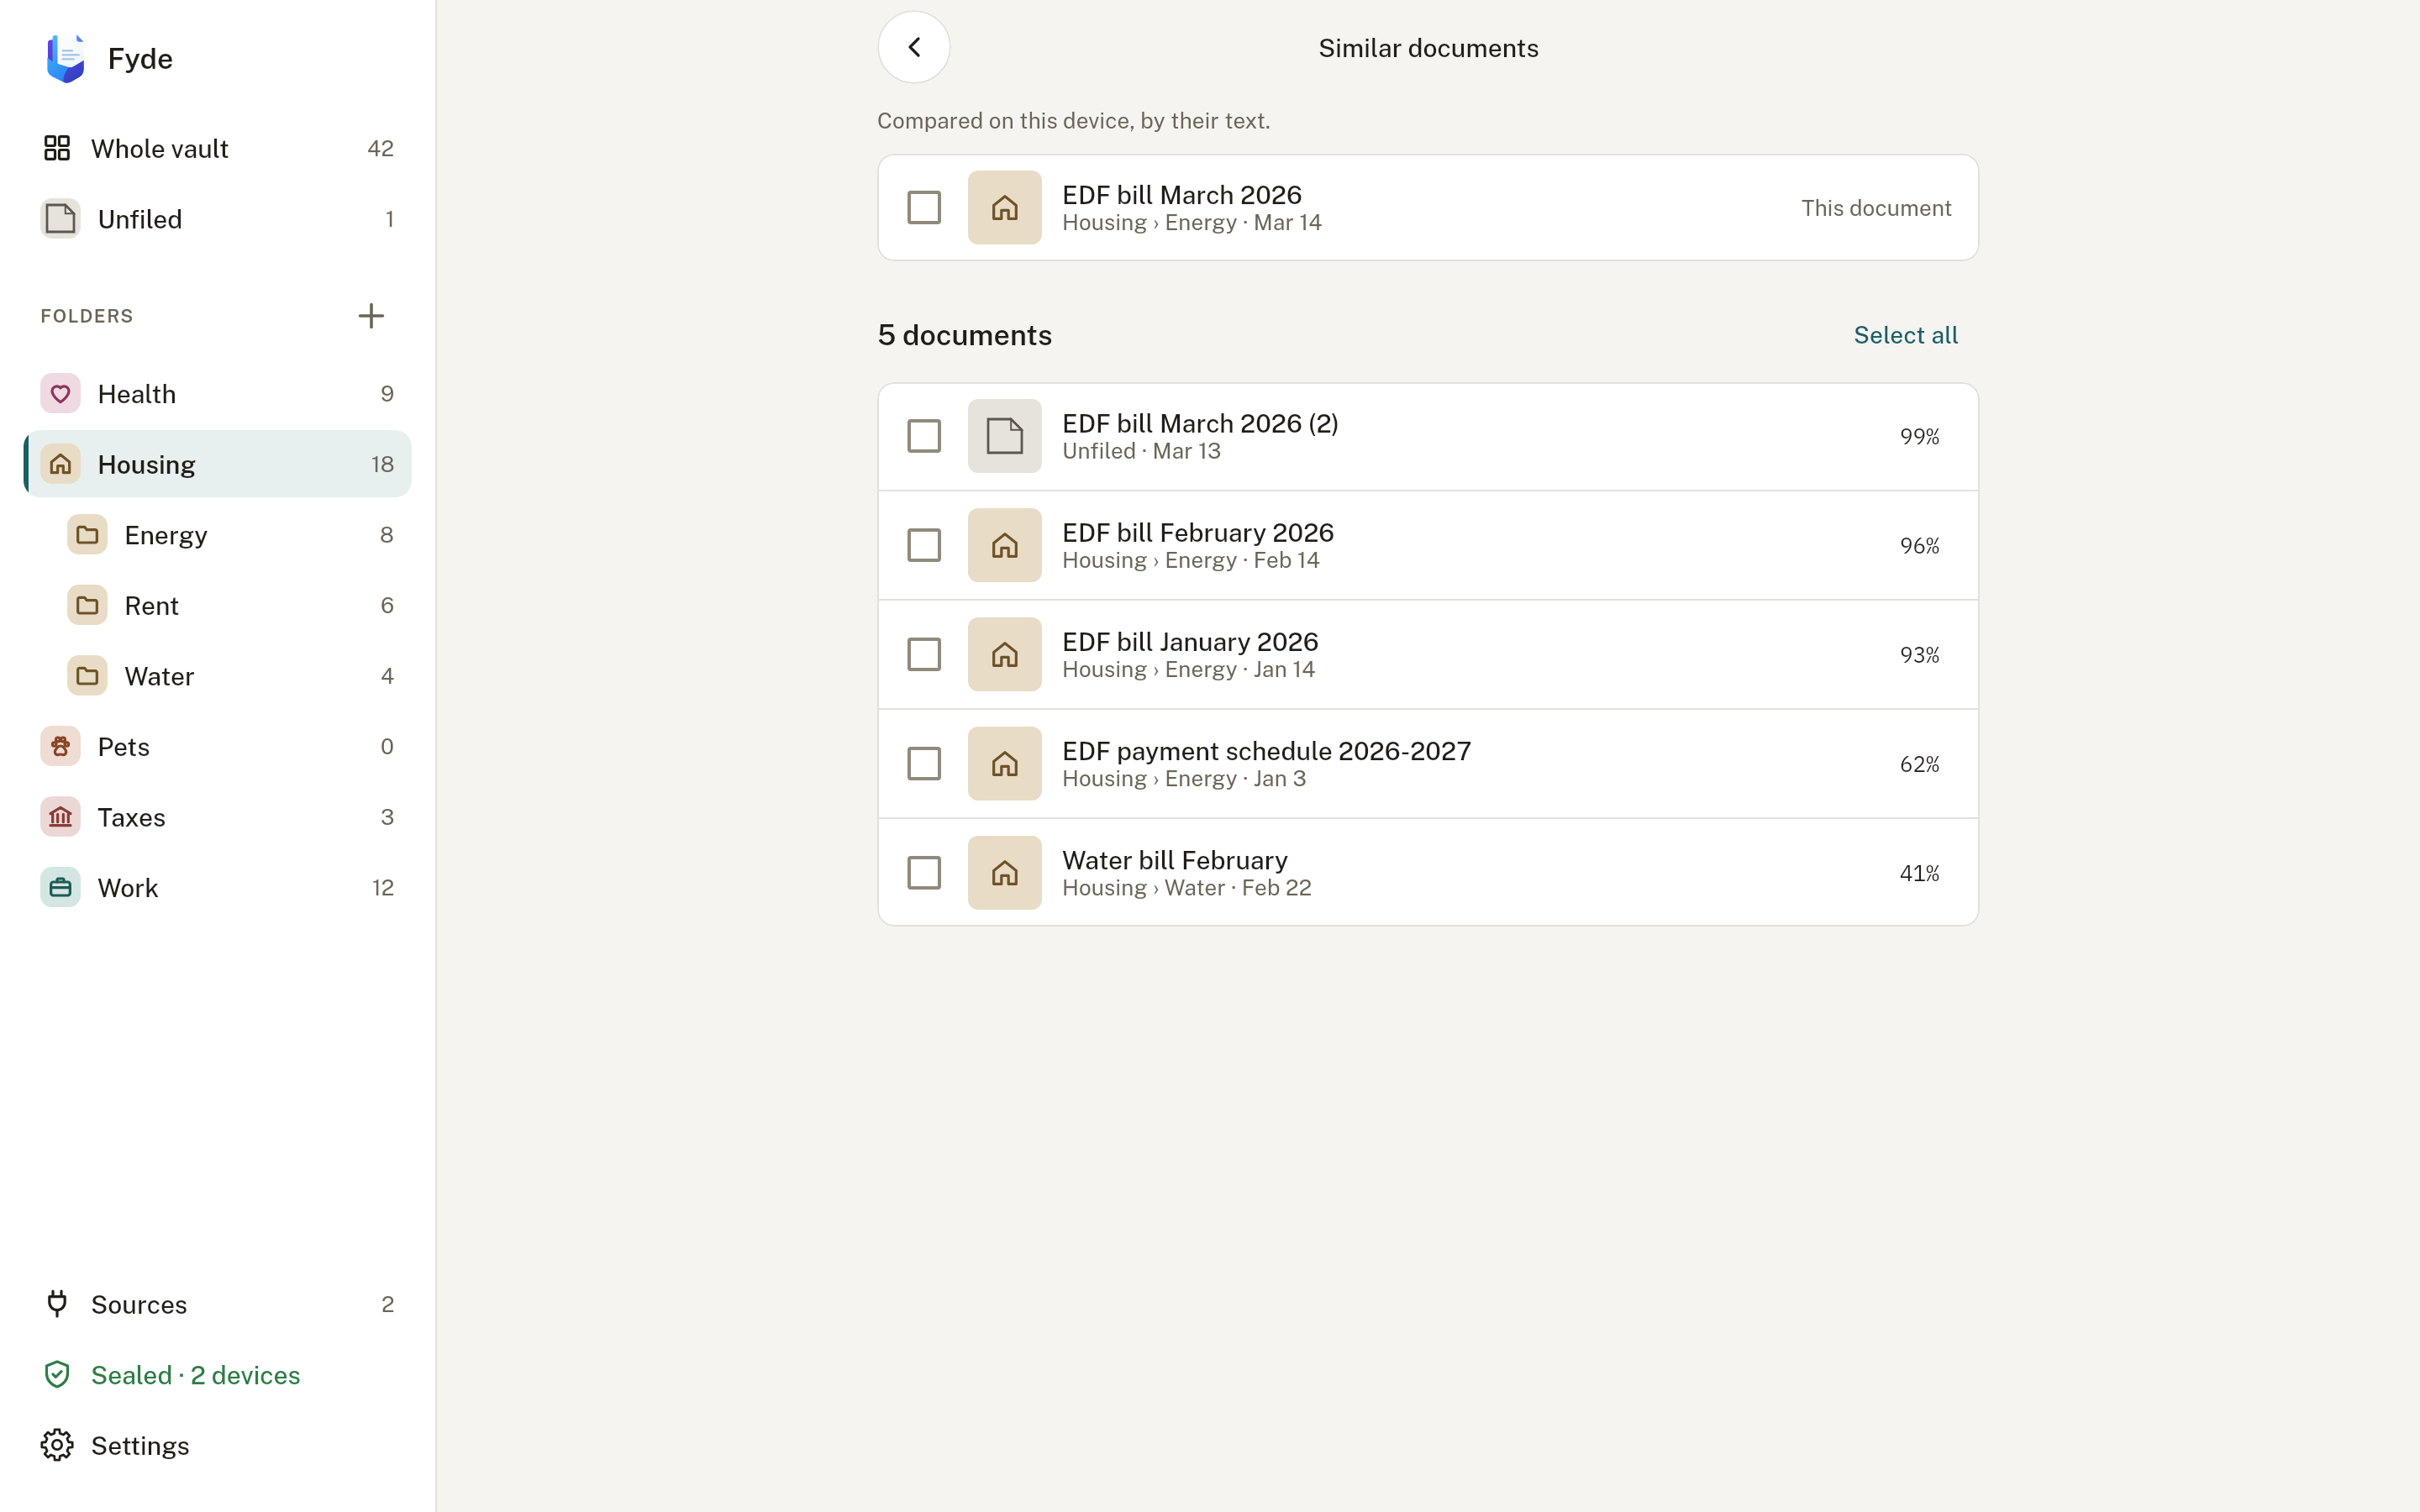 Fyde
Whole vault 42
Unfiled 1
FOLDERS
Health 9
Housing 18
Energy 8
Rent 6
Water 4
Pets 0
Taxes 3
Work 12
Sources 2
Sealed · 2 devices
Settings
Similar documents
Compared on this device, by their text.
EDF bill March 2026
Housing › Energy · Mar 14
This document
5 documents
Select all
EDF bill March 2026 (2)
Unfiled · Mar 13
99%
EDF bill February 2026
Housing › Energy · Feb 14
96%
EDF bill January 2026
Housing › Energy · Jan 14
93%
EDF payment schedule 2026-2027
Housing › Energy · Jan 3
62%
Water bill February
Housing › Water · Feb 22
41%